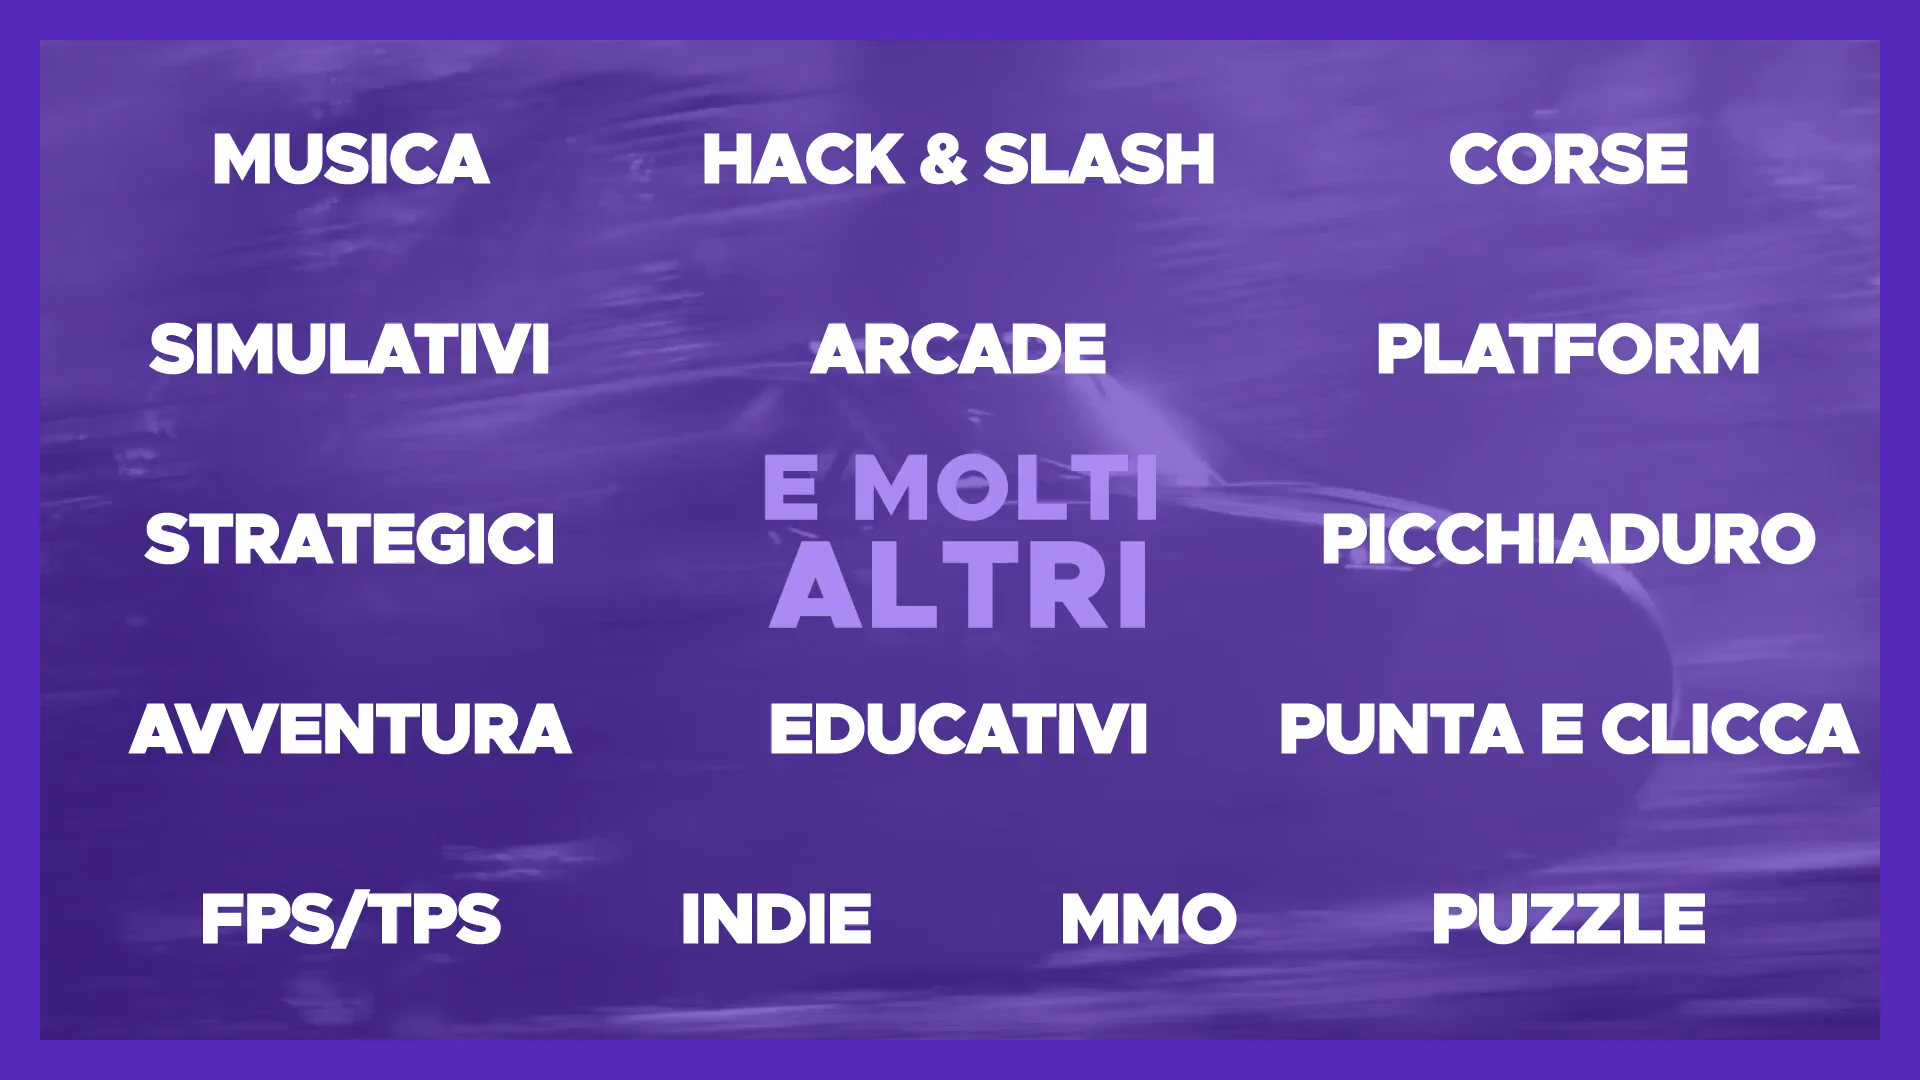 MUSICA
HACK & SLASH
CORSE
SIMULATIVI
ARCADE
PLATFORM
STRATEGICI
E MOLTI
ALTRI
PICCHIADURO
AVVENTURA
EDUCATIVI
PUNTA E CLICCA
FPS/TPS
INDIE
MMO
PUZZLE